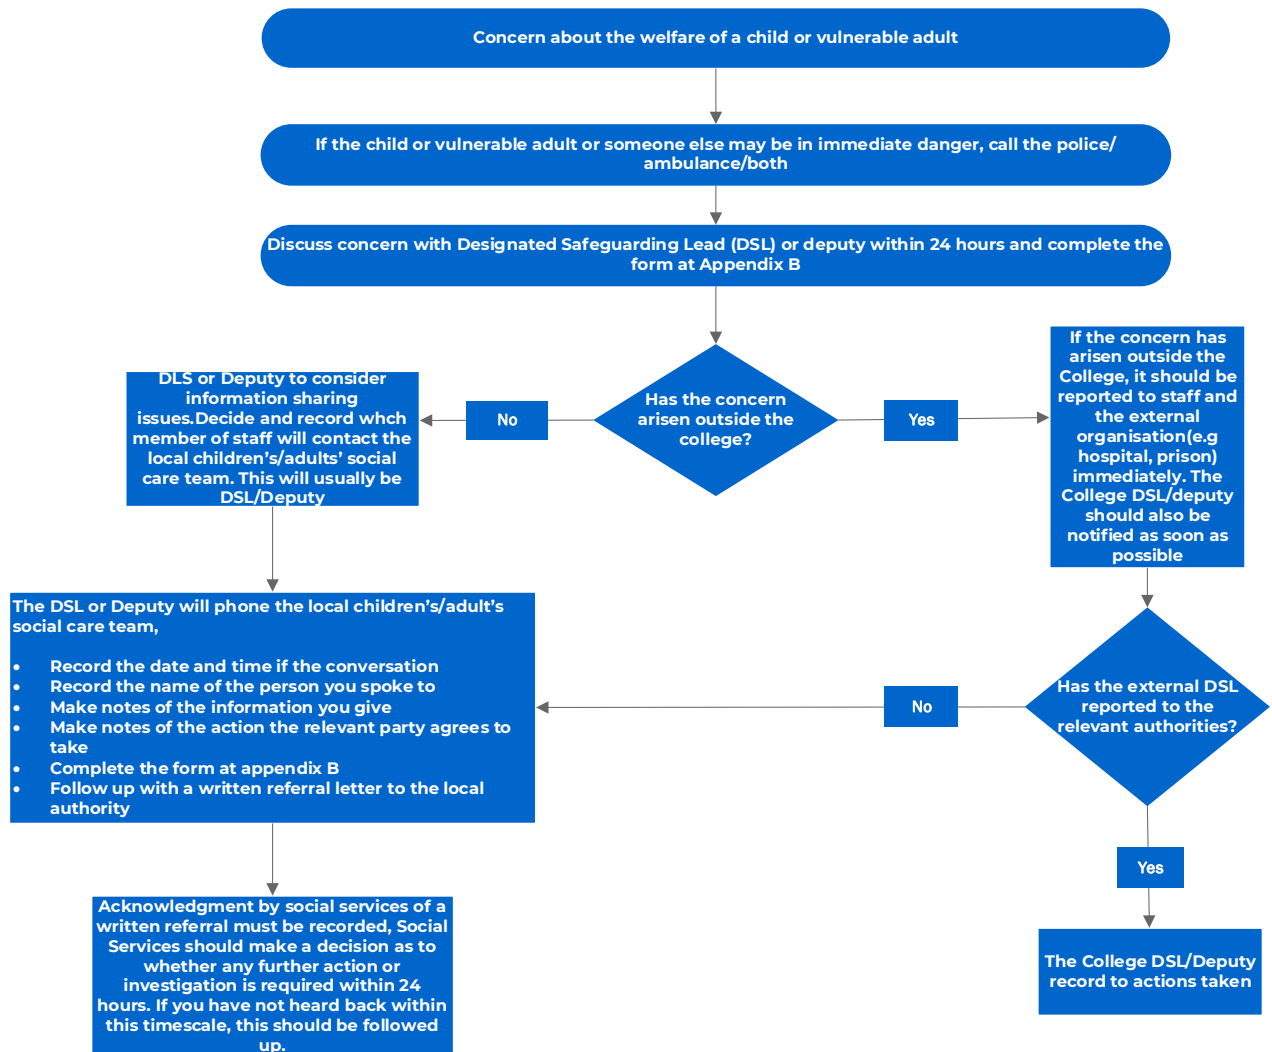 Concern about the welfare of a child or vulnerable adult
If the child or vulnerable adult or someone else may be in immediate danger, call the police/
ambulance/both
Discuss concern with Designated Safeguarding Lead (DSL) or deputy within 24 hours and complete the
form at Appendix B
Has the concern
arisen outside the
college?
No
Yes
DLS or Deputy to consider
information sharing
issues.Decide and record whch
member of staff will contact the
local children’s/adults’ social
care team. This will usually be
DSL/Deputy
If the concern has
arisen outside the
College, it should be
reported to staff and
the external
organisation(e.g
hospital, prison)
immediately. The
College DSL/deputy
should also be
notified as soon as
possible
The DSL or Deputy will phone the local children’s/adult’s
social care team,
• Record the date and time if the conversation
• Record the name of the person you spoke to
• Make notes of the information you give
• Make notes of the action the relevant party agrees to
take
• Complete the form at appendix B
• Follow up with a written referral letter to the local
authority
No
Has the external DSL
reported to the
relevant authorities?
Yes
Acknowledgment by social services of a
written referral must be recorded, Social
Services should make a decision as to
whether any further action or
investigation is required within 24
hours. If you have not heard back within
this timescale, this should be followed
up.
The College DSL/Deputy
record to actions taken